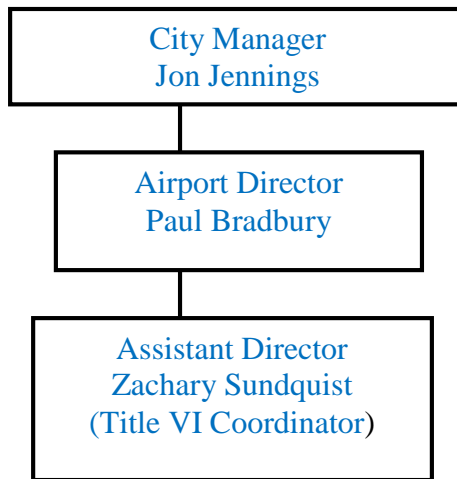 City Manager
Jon Jennings
Airport Director
Paul Bradbury
Assistant Director
Zachary Sundquist
(Title VI Coordinator)